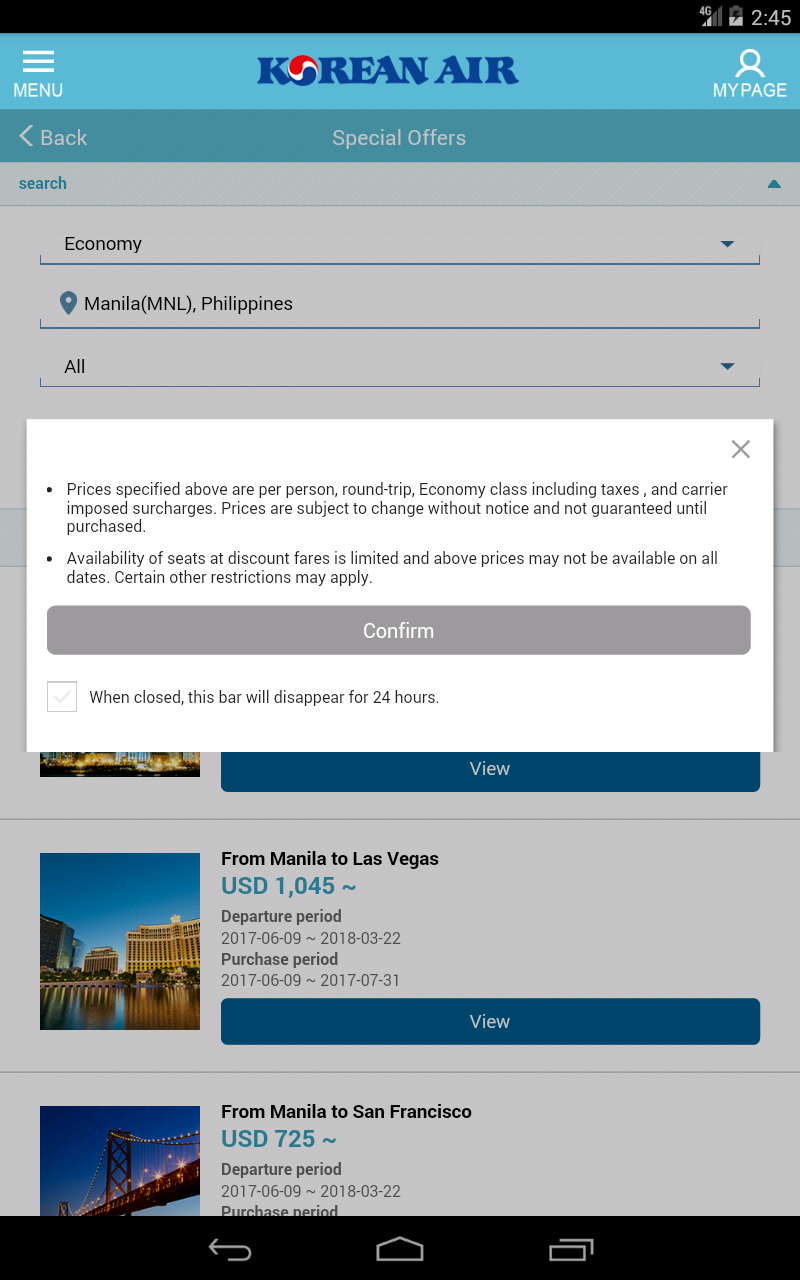 4G 2:45
MENU
KOREAN AIR
MYPAGE
Back
Special Offers
search
Economy
Manila(MNL), Philippines
All
• Prices specified above are per person, round-trip, Economy class including taxes , and carrier
imposed surcharges. Prices are subject to change without notice and not guaranteed until
purchased.
• Availability of seats at discount fares is limited and above prices may not be available on all
dates. Certain other restrictions may apply.
Confirm
When closed, this bar will disappear for 24 hours.
View
From Manila to Las Vegas
USD 1,045 ~
Departure period
2017-06-09 ~ 2018-03-22
Purchase period
2017-06-09 ~ 2017-07-31
View
From Manila to San Francisco
USD 725 ~
Departure period
2017-06-09 ~ 2018-03-22
Purchase period